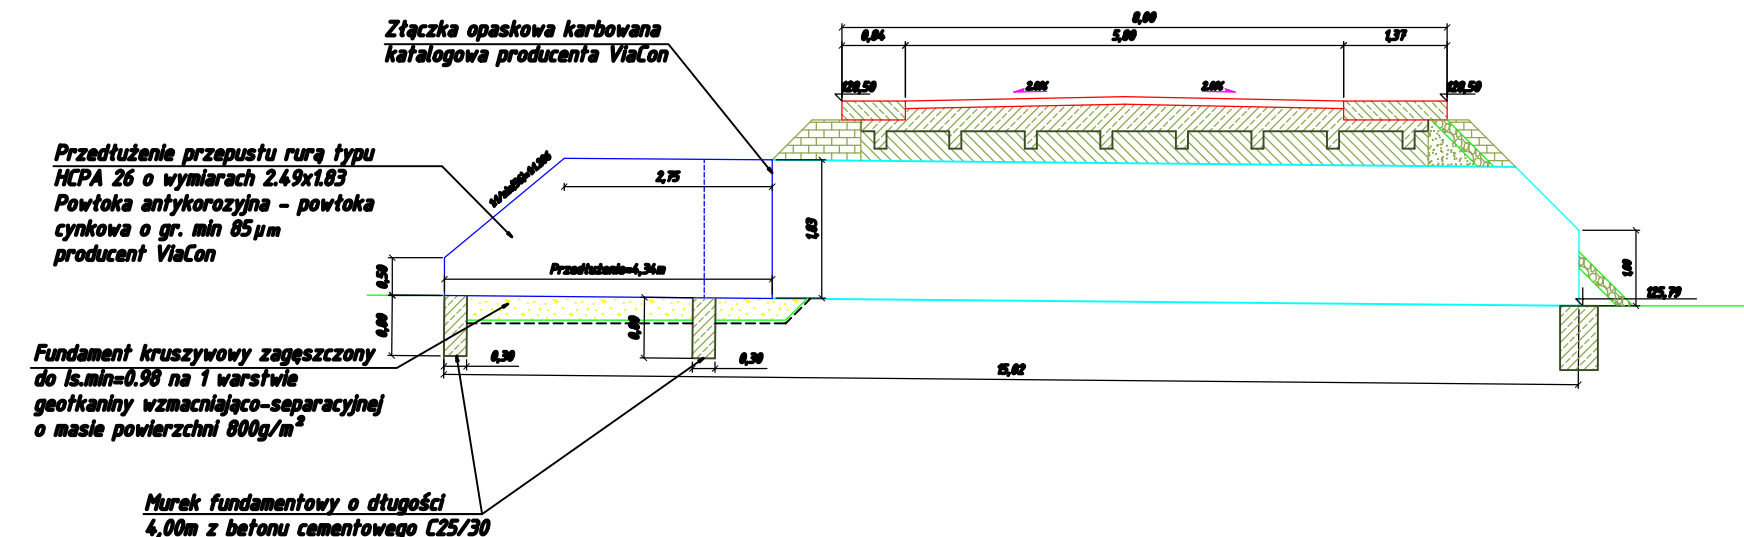 Złączka opaskowa karbowana
katalogowa producenta ViaCon
8,00
0,84
5,80
1,37
128,50
2.0%
2.0%
128,50
Przedłużenie przepustu rurą typu
HCPA 26 o wymiarach 2.49x1.83
Powłoka antykorozyjna - powłoka
cynkowa o gr. min 85μm
producent ViaCon
2,75
1,83
Przedłużenie=4,34m
0,50
0,80
0,80
1,00
125,79
Fundament kruszywowy zagęszczony
do Is.min=0.98 na 1 warstwie
geotkaniny wzmacniająco-separacyjnej
o masie powierzchni 800g/m²
0,30
0,30
15,02
Murek fundamentowy o długości
4,00m z betonu cementowego C25/30